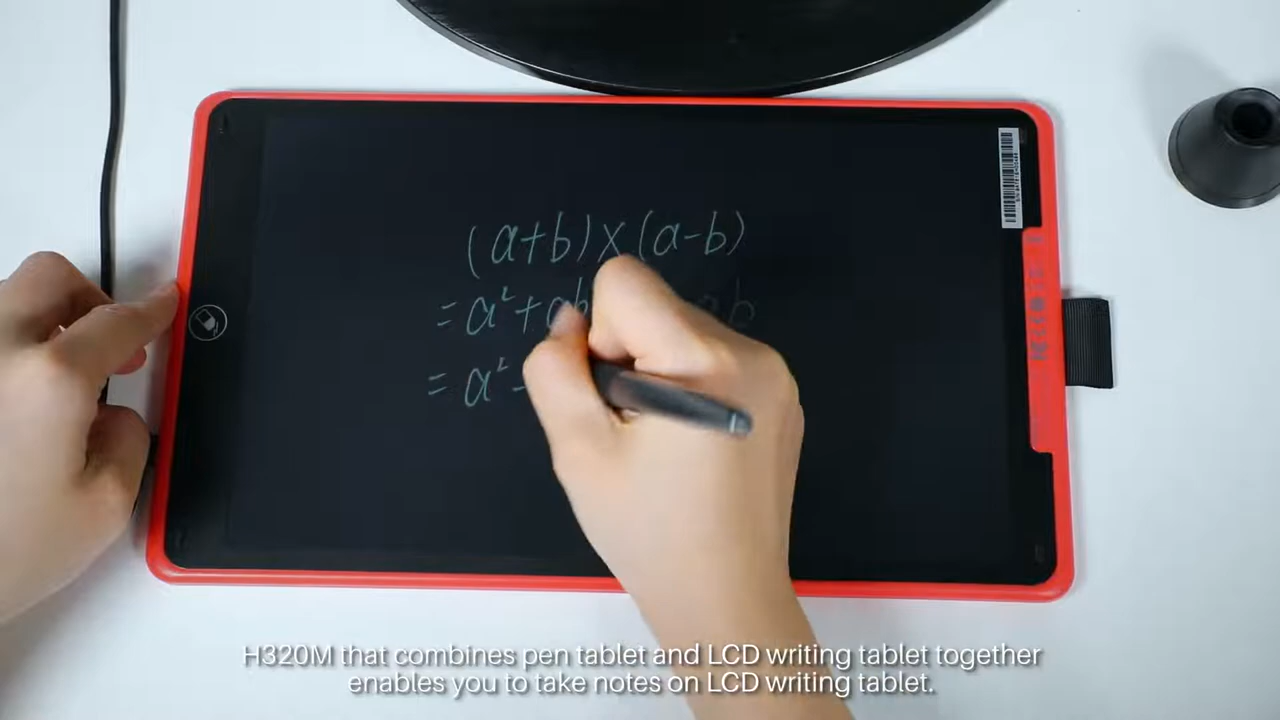 (a+b)×(a-b)
=a²+ab ab
=a²-
H320M that combines pen tablet and LCD writing tablet together
enables you to take notes on LCD writing tablet.